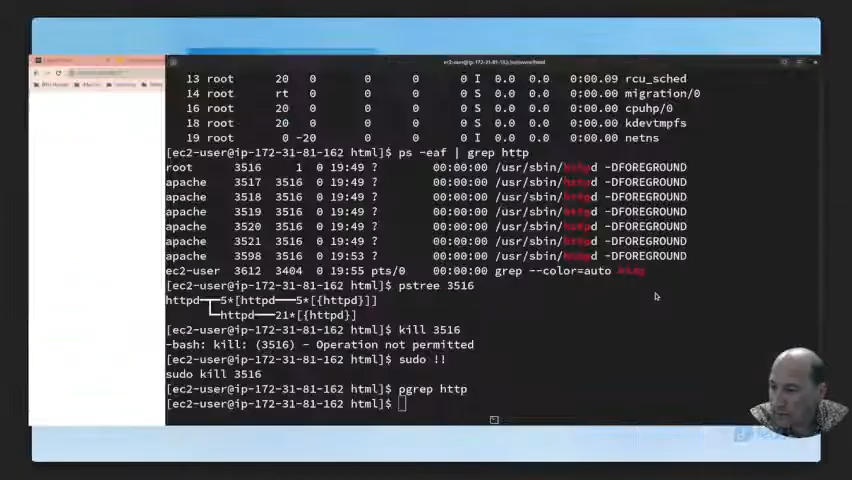 13 root 20 0 0 0 0 I 0.0 0.0 0:00.09 rcu_sched
14 root rt 0 0 0 0 S 0.0 0.0 0:00.00 migration/0
16 root 20 0 0 0 0 S 0.0 0.0 0:00.00 cpuhp/0
18 root 20 0 0 0 0 S 0.0 0.0 0:00.00 kdevtmpfs
19 root 0 -20 0 0 0 I 0.0 0.0 0:00.00 netns
[ec2-user@ip-172-31-81-162 html]$ ps -eaf | grep http
root 3516 1 0 19:49 ? 00:00:00 /usr/sbin/httpd -DFOREGROUND
apache 3517 3516 0 19:49 ? 00:00:00 /usr/sbin/httpd -DFOREGROUND
apache 3518 3516 0 19:49 ? 00:00:00 /usr/sbin/httpd -DFOREGROUND
apache 3519 3516 0 19:49 ? 00:00:00 /usr/sbin/httpd -DFOREGROUND
apache 3520 3516 0 19:49 ? 00:00:00 /usr/sbin/httpd -DFOREGROUND
apache 3521 3516 0 19:49 ? 00:00:00 /usr/sbin/httpd -DFOREGROUND
apache 3598 3516 0 19:53 ? 00:00:00 /usr/sbin/httpd -DFOREGROUND
ec2-user 3612 3404 0 19:55 pts/0 00:00:00 grep --color=auto http
[ec2-user@ip-172-31-81-162 html]$ pstree 3516
httpd─┬─5*[httpd───5*[{httpd}]]
└─httpd───21*[{httpd}]
[ec2-user@ip-172-31-81-162 html]$ kill 3516
-bash: kill: (3516) - Operation not permitted
[ec2-user@ip-172-31-81-162 html]$ sudo !!
sudo kill 3516
[ec2-user@ip-172-31-81-162 html]$ pgrep http
[ec2-user@ip-172-31-81-162 html]$